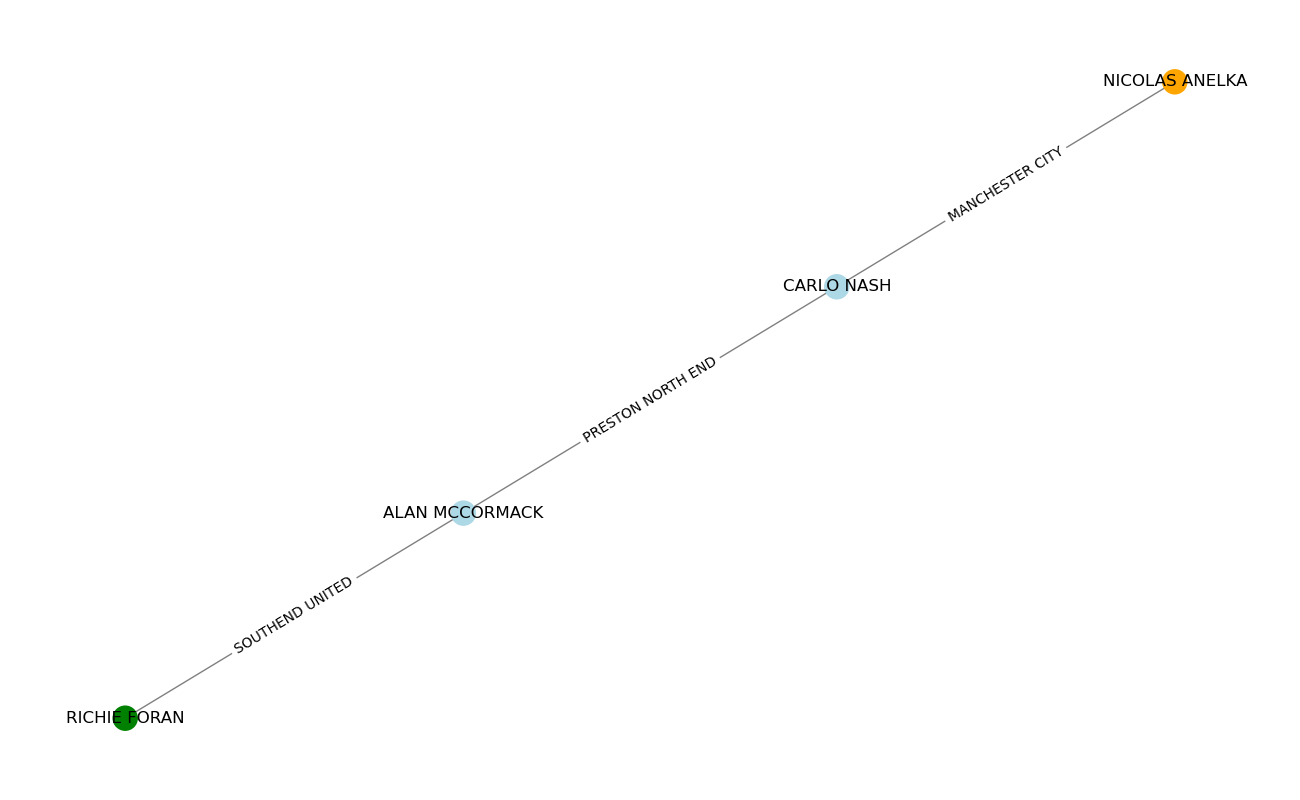 NICOLAS ANELKA
MANCHESTER CITY
CARLO NASH
PRESTON NORTH END
ALAN MCCORMACK
SOUTHEND UNITED
RICHIE FORAN